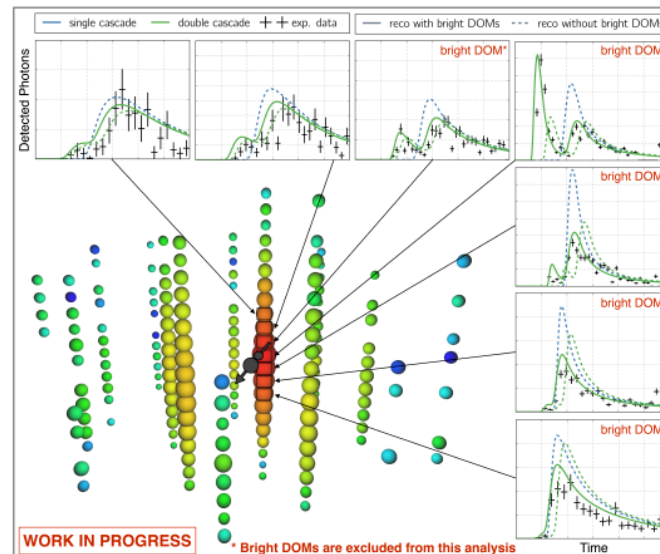 single cascade double cascade exp. data
reco with bright DOMs reco without bright DOMs
Detected Photons
bright DOM*
bright DOM
bright DOM
bright DOM
bright DOM
WORK IN PROGRESS
* Bright DOMs are excluded from this analysis
Time